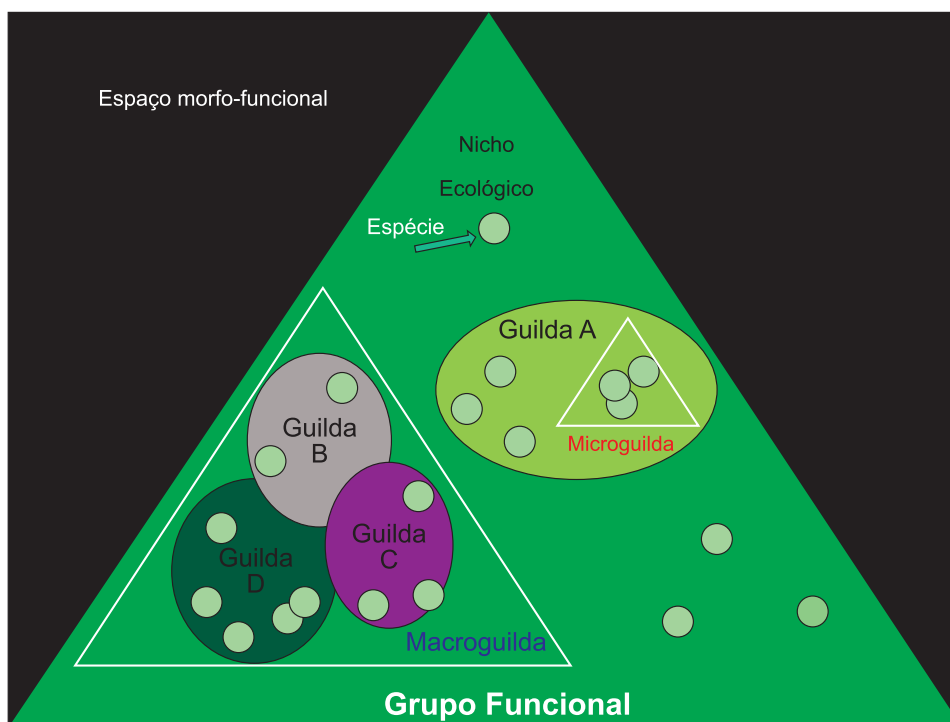 Espaço morfo-funcional
Nicho
Ecológico
Espécie
Guilda A
Microguilda
Guilda
B
Guilda
C
Guilda
D
Macroguilda
Grupo Funcional